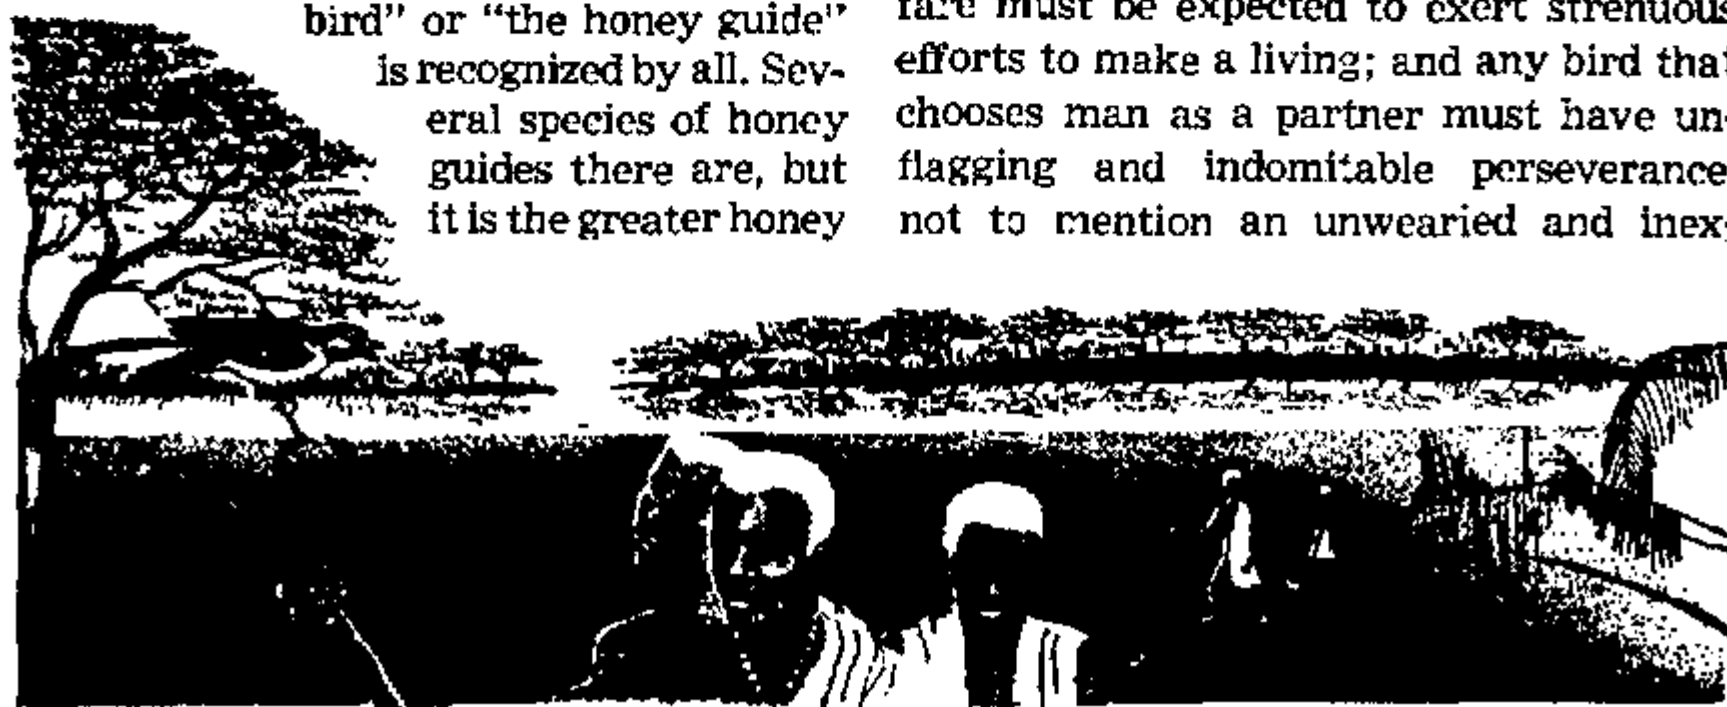 bird" or "the honey guide"
is recognized by all. Sev-
eral species of honey
guides there are, but
it is the greater honey
fare must be expected to exert strenuous
efforts to make a living; and any bird that
chooses man as a partner must have un-
flagging and indomitable perseverance
not to mention an unwearied and inex-